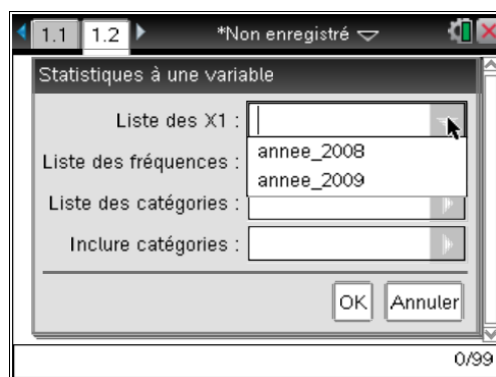 1.1 1.2 *Non enregistré
Statistiques à une variable
Liste des X1 :
annee_2008
Liste des fréquences :
annee_2009
Liste des catégories :
Inclure catégories :
OK Annuler
0/99